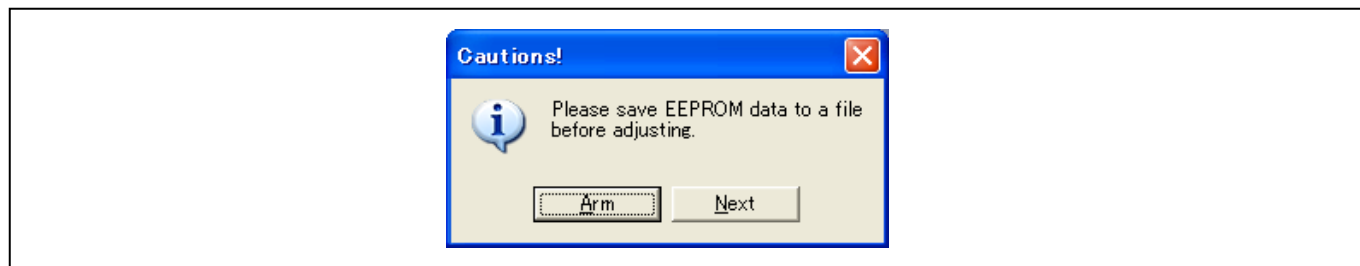 Cautions!
Please save EEPROM data to a file
before adjusting.
Arm
Next